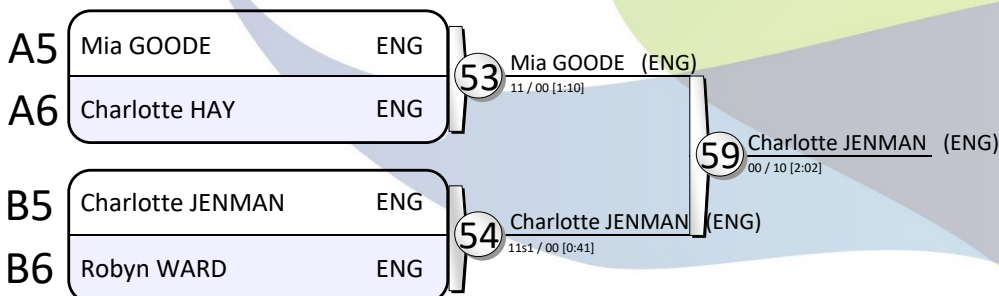 A5 Mia GOODE ENG
A6 Charlotte HAY ENG
53 Mia GOODE (ENG)
11 / 00 [1:10]
59 Charlotte JENMAN (ENG)
00 / 10 [2:02]
B5 Charlotte JENMAN ENG
B6 Robyn WARD ENG
54 Charlotte JENMAN (ENG)
11s1 / 00 [0:41]